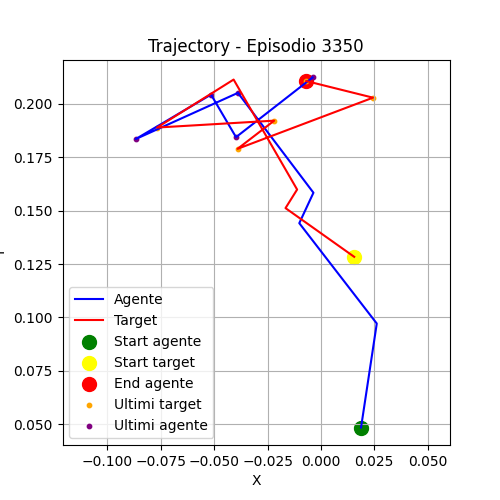 Trajectory - Episodio 3350
0.200
0.175
0.150
0.125
0.100
0.075
0.050
Agente
Target
Start agente
Start target
End agente
Ultimi target
Ultimi agente
−0.100 −0.075 −0.050 −0.025 0.000 0.025 0.050
X